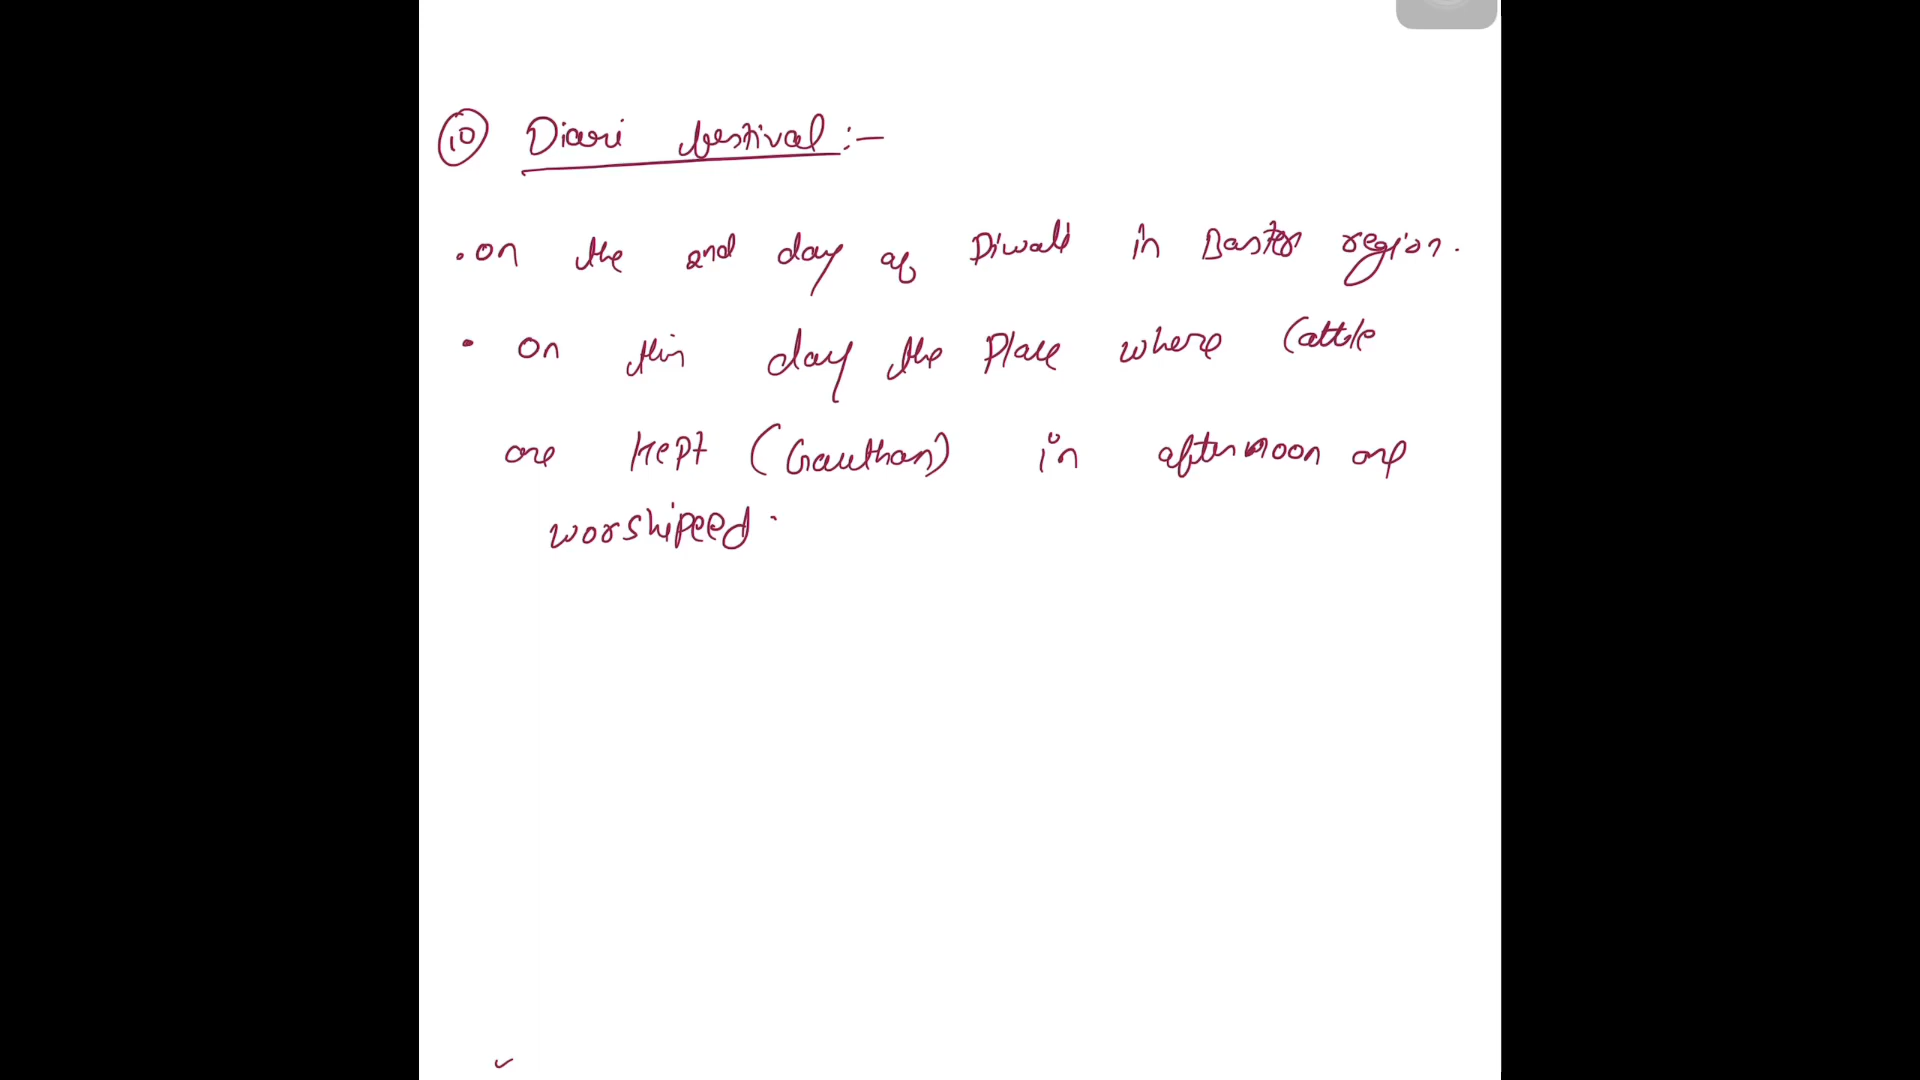 10 Diari festival :-
. on the 2nd day of Diwali in Baster region.
• on this day the Place where Cattle
are kept (Gauthan) in afternoon are
worshipeed.